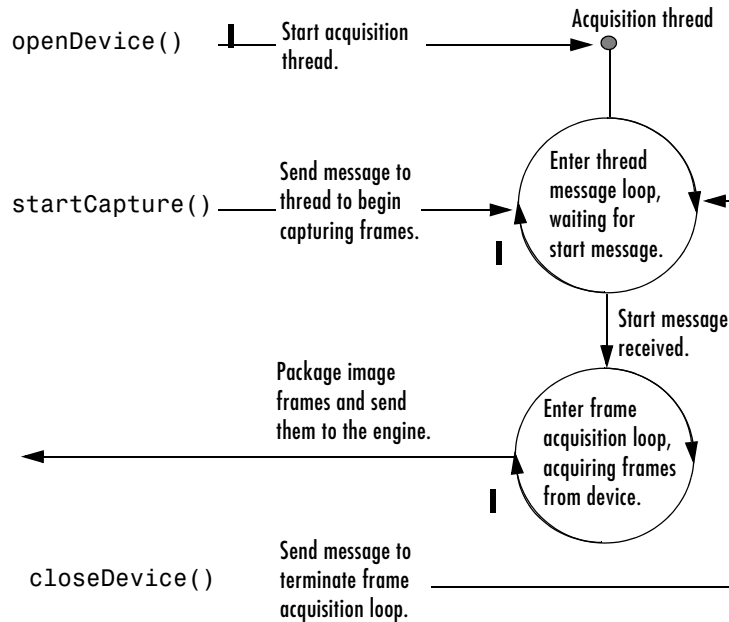 Acquisition thread
openDevice()
Start acquisition
thread.
startCapture()
Send message to
thread to begin
capturing frames.
Enter thread
message loop,
waiting for
start message.
Start message
received.
Package image
frames and send
them to the engine.
Enter frame
acquisition loop,
acquiring frames
from device.
closeDevice()
Send message to
terminate frame
acquisition loop.